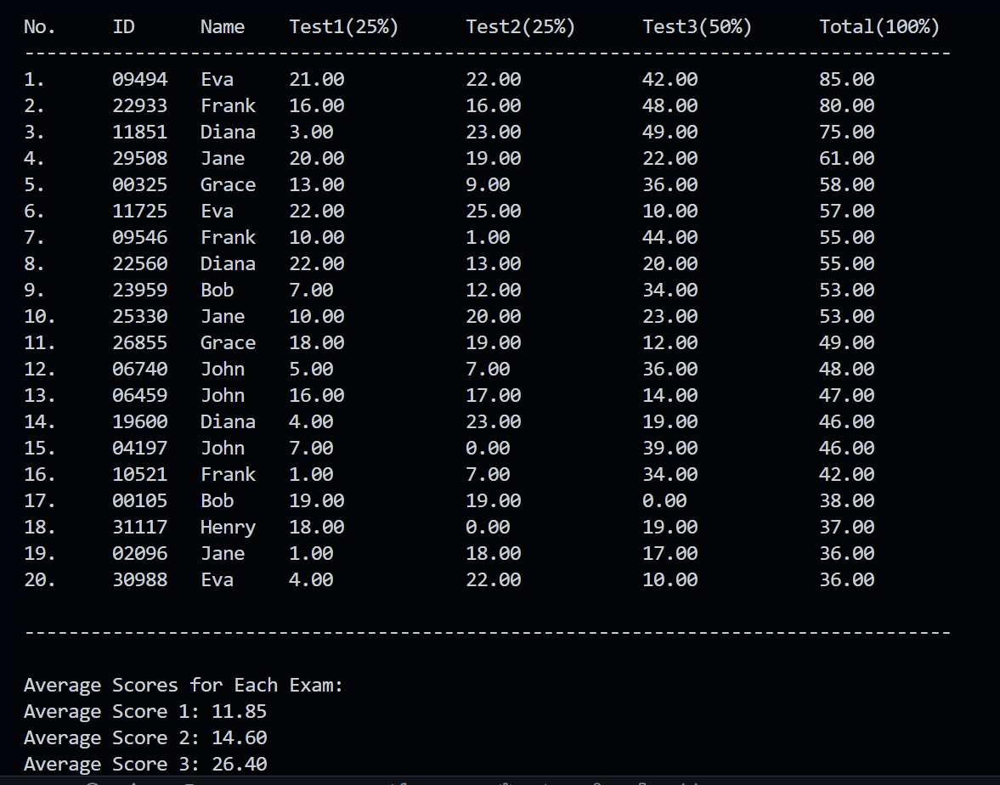 No. ID Name Test1(25%) Test2(25%) Test3(50%) Total(100%)
------------------------------------------------------------------------------------
1. 09494 Eva 21.00 22.00 42.00 85.00
2. 22933 Frank 16.00 16.00 48.00 80.00
3. 11851 Diana 3.00 23.00 49.00 75.00
4. 29508 Jane 20.00 19.00 22.00 61.00
5. 00325 Grace 13.00 9.00 36.00 58.00
6. 11725 Eva 22.00 25.00 10.00 57.00
7. 09546 Frank 10.00 1.00 44.00 55.00
8. 22560 Diana 22.00 13.00 20.00 55.00
9. 23959 Bob 7.00 12.00 34.00 53.00
10. 25330 Jane 10.00 20.00 23.00 53.00
11. 26855 Grace 18.00 19.00 12.00 49.00
12. 06740 John 5.00 7.00 36.00 48.00
13. 06459 John 16.00 17.00 14.00 47.00
14. 19600 Diana 4.00 23.00 19.00 46.00
15. 04197 John 7.00 0.00 39.00 46.00
16. 10521 Frank 1.00 7.00 34.00 42.00
17. 00105 Bob 19.00 19.00 0.00 38.00
18. 31117 Henry 18.00 0.00 19.00 37.00
19. 02096 Jane 1.00 18.00 17.00 36.00
20. 30988 Eva 4.00 22.00 10.00 36.00
------------------------------------------------------------------------------------
Average Scores for Each Exam:
Average Score 1: 11.85
Average Score 2: 14.60
Average Score 3: 26.40